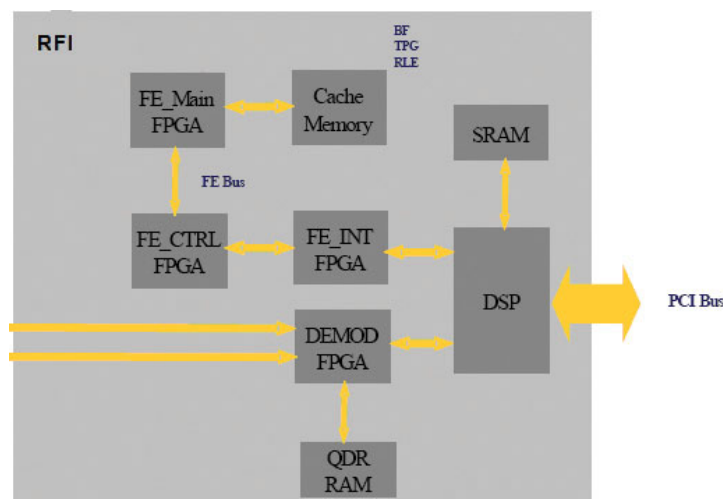 RFI
BF
TPG
RLE
FE_Main
FPGA
Cache
Memory
SRAM
FE Bus
FE_CTRL
FPGA
FE_INT
FPGA
DSP
PCI Bus
DEMOD
FPGA
QDR
RAM